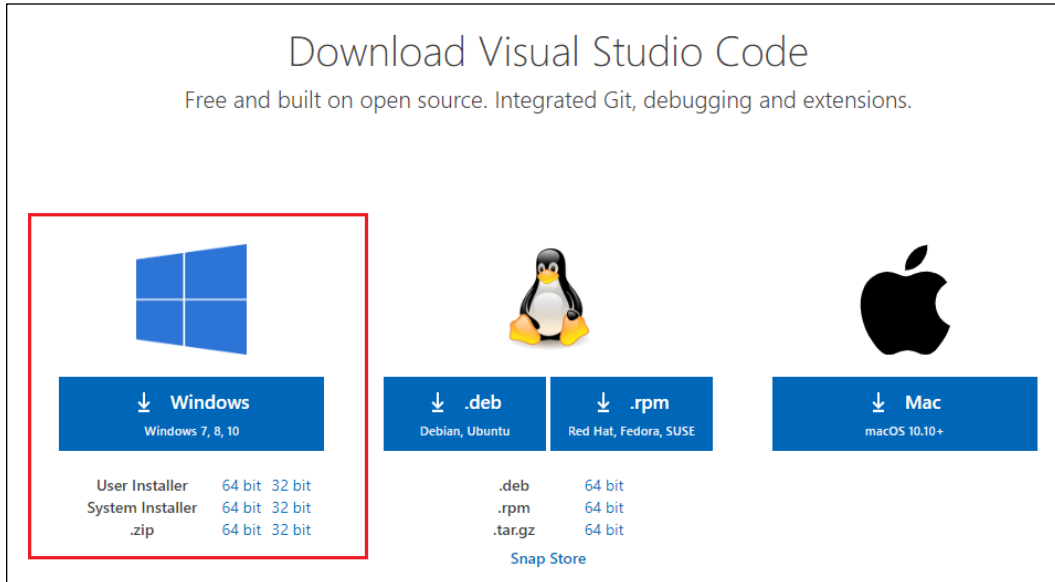 Download Visual Studio Code
Free and built on open source. Integrated Git, debugging and extensions.
Windows
Windows 7, 8, 10
User Installer 64 bit 32 bit
System Installer 64 bit 32 bit
.zip 64 bit 32 bit
.deb
Debian, Ubuntu
.rpm
Red Hat, Fedora, SUSE
.deb 64 bit
.rpm 64 bit
.tar.gz 64 bit
Snap Store
Mac
macOS 10.10+